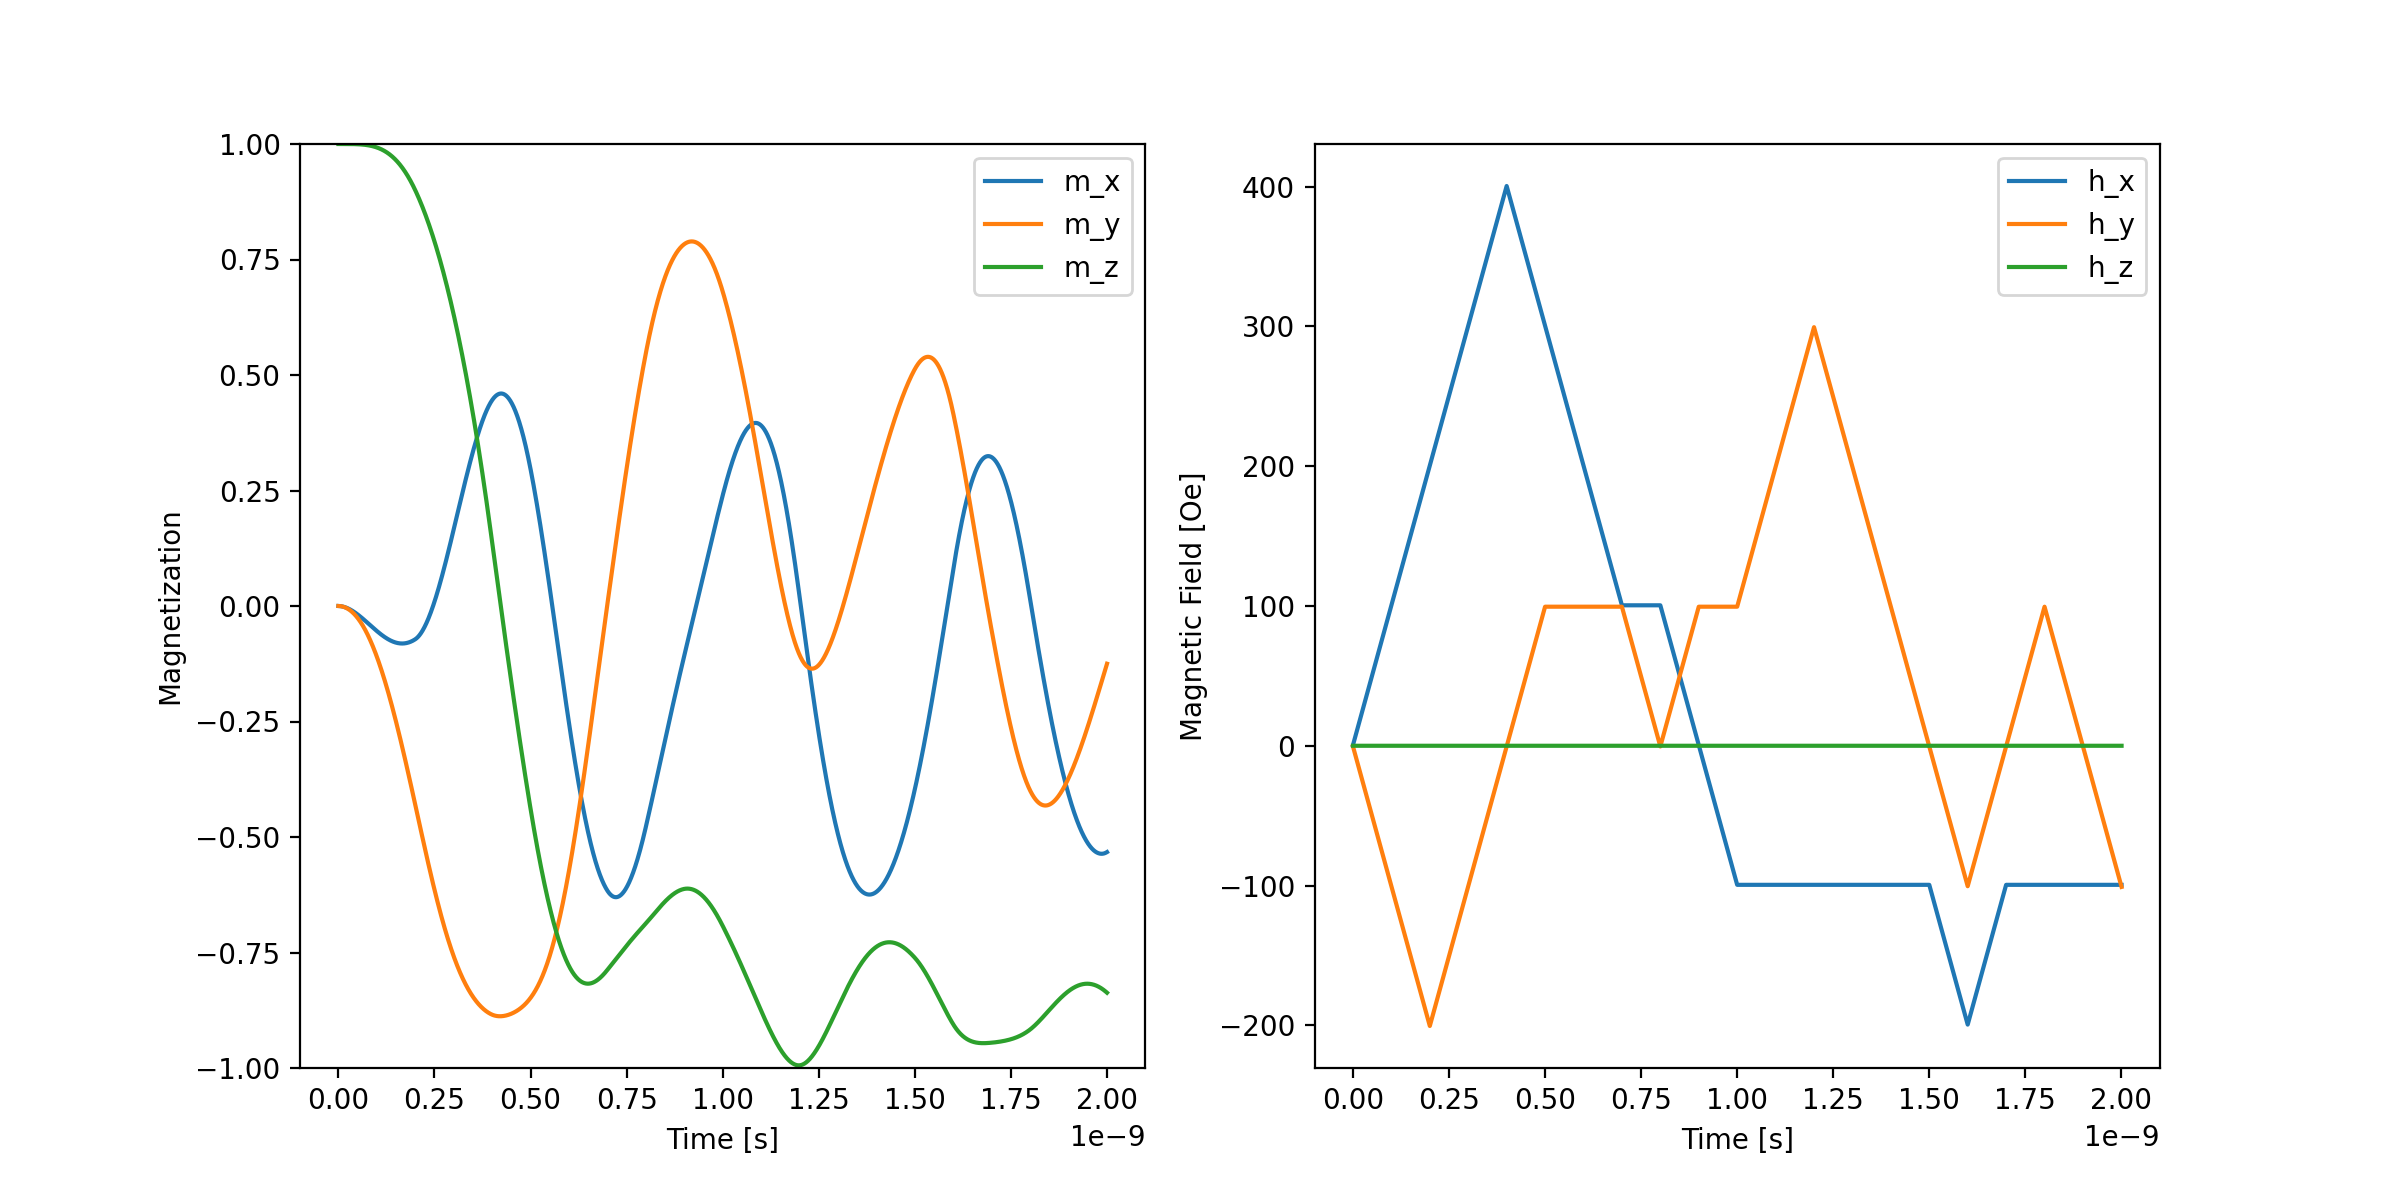 Magnetization
1.00
0.75
0.50
0.25
0.00
−0.25
−0.50
−0.75
−1.00
0.00 0.25 0.50 0.75 1.00 1.25 1.50 1.75 2.00
Time [s]
1e−9
m_x
m_y
m_z
Magnetic Field [Oe]
400
300
200
100
0
−100
−200
0.00 0.25 0.50 0.75 1.00 1.25 1.50 1.75 2.00
Time [s]
1e−9
h_x
h_y
h_z